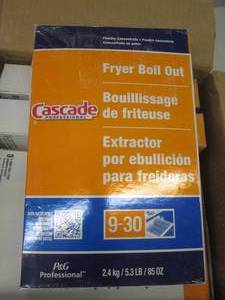 Fryer Boil Out
Cascade
PROFESSIONAL
Bouillissage
de friteuse
Extractor
por ebullición
para freidoras
9-30
P&G
Professional™
2.4 kg / 5.3 LB / 85 OZ